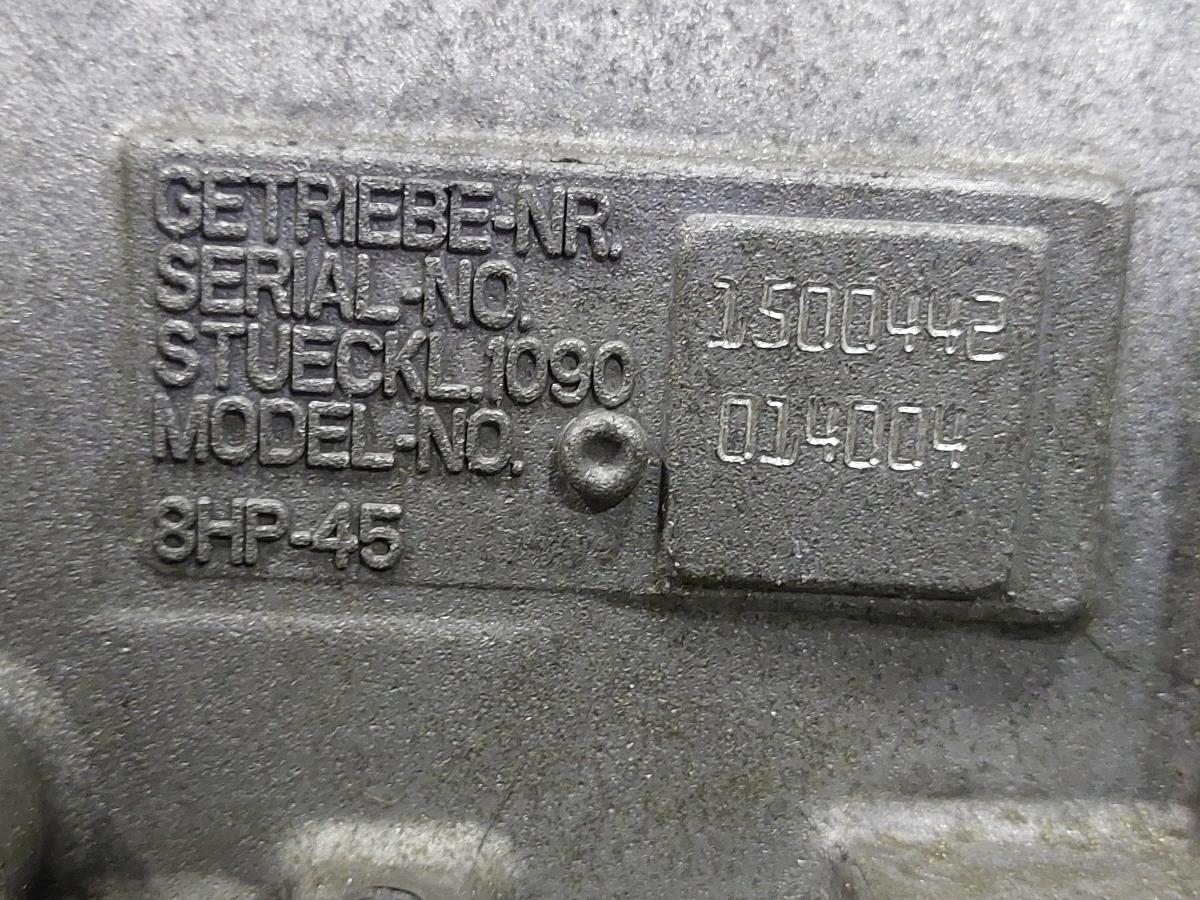 GETRIEBE-NR.
SERIAL-NO.
1500442
STUECKL.1090
MODEL-NO.
014004
8HP-45